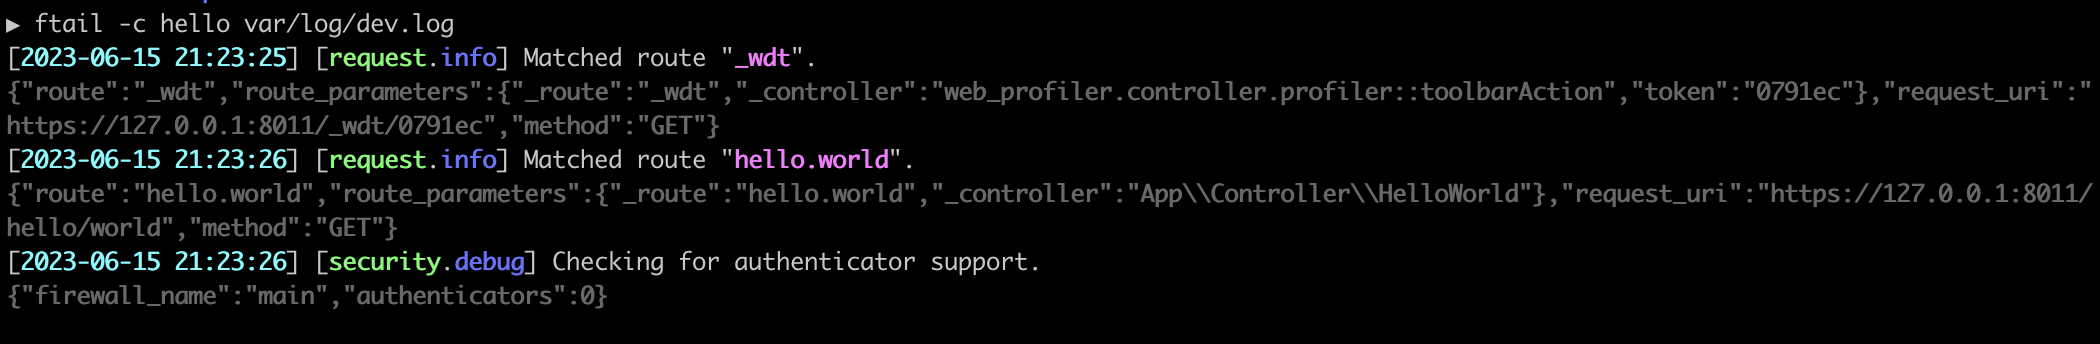 ▶ ftail -c hello var/log/dev.log
[2023-06-15 21:23:25] [request.info] Matched route "_wdt".
{"route":"_wdt","route_parameters":{"_route":"_wdt","_controller":"web_profiler.controller.profiler::toolbarAction","token":"0791ec"},"request_uri":"
https://127.0.0.1:8011/_wdt/0791ec","method":"GET"}
[2023-06-15 21:23:26] [request.info] Matched route "hello.world".
{"route":"hello.world","route_parameters":{"_route":"hello.world","_controller":"App\\Controller\\HelloWorld"},"request_uri":"https://127.0.0.1:8011/
hello/world","method":"GET"}
[2023-06-15 21:23:26] [security.debug] Checking for authenticator support.
{"firewall_name":"main","authenticators":0}